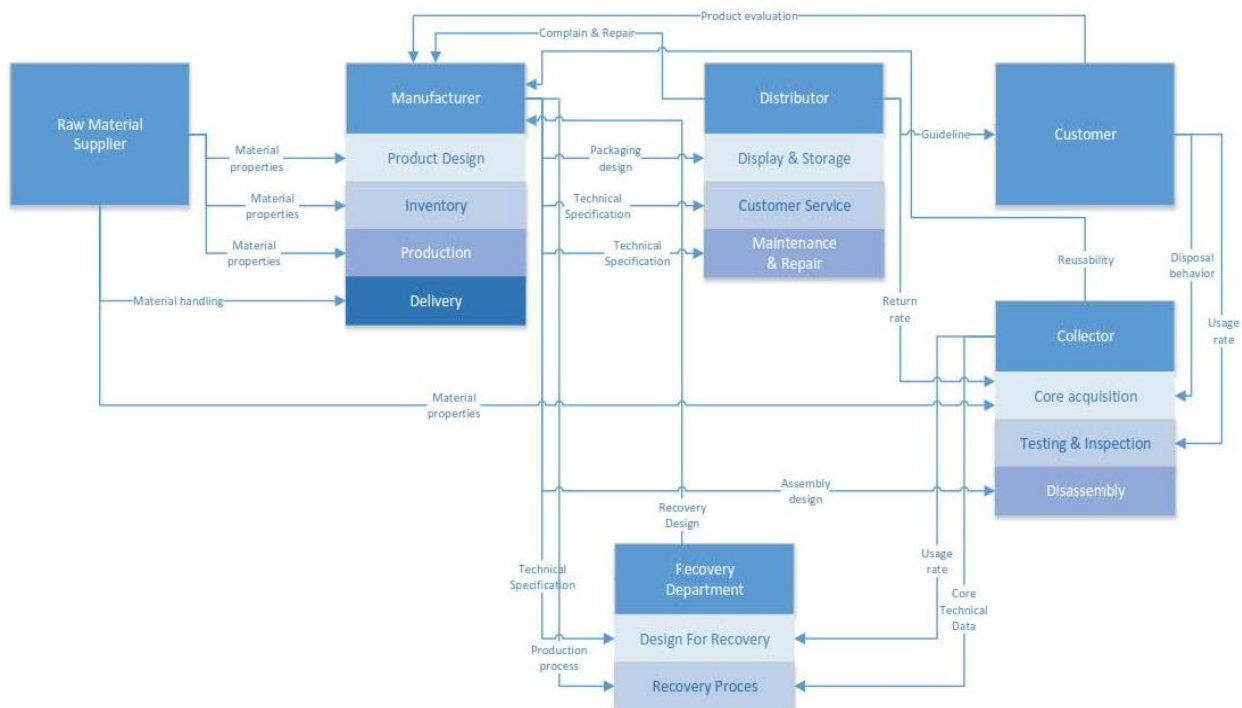 Product evaluation
Complain & Repair
Raw Material
Supplier
Manufacturer
Distributor
Customer
Guideline
Material
properties
Product Design
Packaging
design
Display & Storage
Material
properties
Inventory
Technical
Specification
Customer Service
Material
properties
Production
Technical
Specification
Maintenance
& Repair
Reusability
Disposal
behavior
Material handling
Delivery
Return
rate
Collector
Usage
rate
Material
properties
Core acquisition
Testing & Inspection
Assembly
design
Disassembly
Recovery
Design
Technical
Specification
Recovery
Department
Usage
rate
Core
Technical
Data
Design For Recovery
Production
process
Recovery Proces